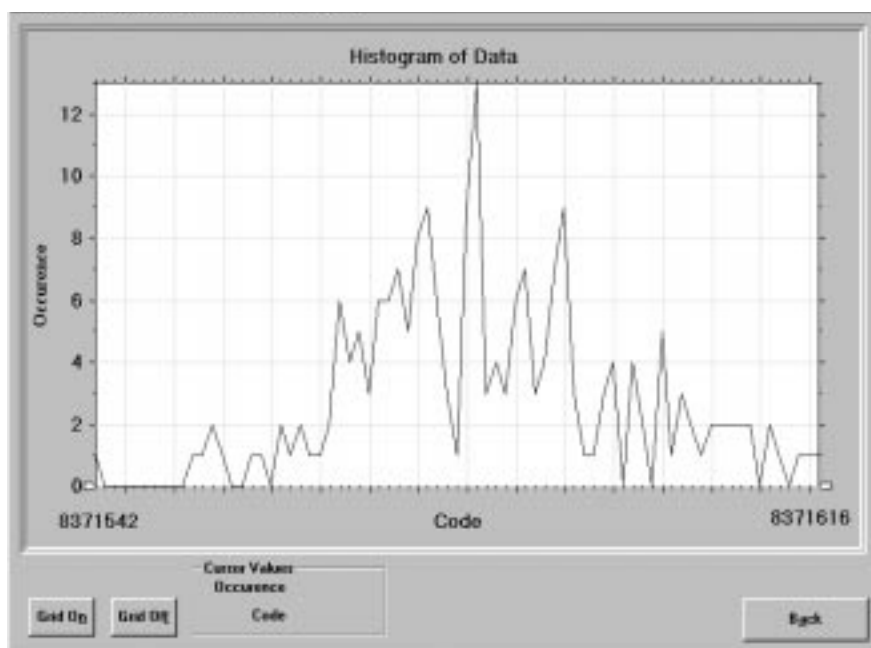 Histogram of Data
12
10
8
6
4
2
0
Occurence
8371542
Code
8371616
Cursor Values
Occurence
Code
Grid On
Grid Off
Back